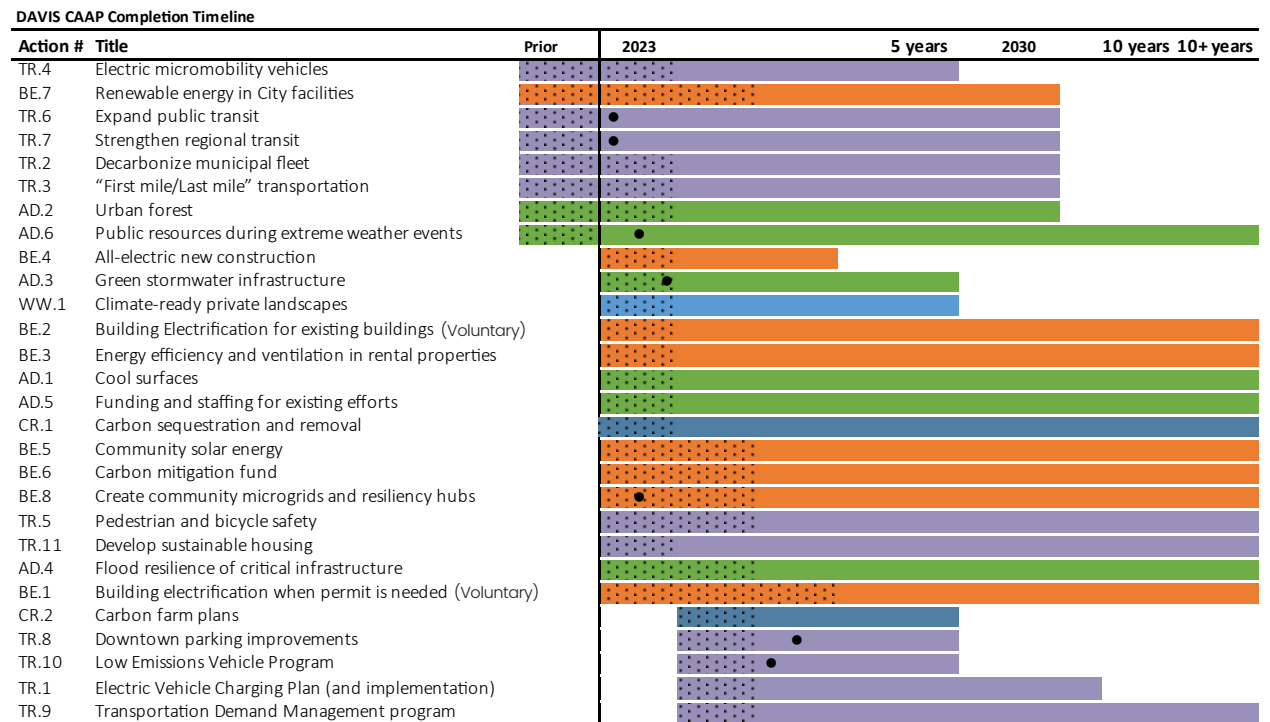 DAVIS CAAP Completion Timeline
Action # Title Prior 2023 5 years 2030 10 years 10+ years
TR.4 Electric micromobility vehicles
BE.7 Renewable energy in City facilities
TR.6 Expand public transit
TR.7 Strengthen regional transit
TR.2 Decarbonize municipal fleet
TR.3 “First mile/Last mile” transportation
AD.2 Urban forest
AD.6 Public resources during extreme weather events
BE.4 All-electric new construction
AD.3 Green stormwater infrastructure
WW.1 Climate-ready private landscapes
BE.2 Building Electrification for existing buildings (Voluntary)
BE.3 Energy efficiency and ventilation in rental properties
AD.1 Cool surfaces
AD.5 Funding and staffing for existing efforts
CR.1 Carbon sequestration and removal
BE.5 Community solar energy
BE.6 Carbon mitigation fund
BE.8 Create community microgrids and resiliency hubs
TR.5 Pedestrian and bicycle safety
TR.11 Develop sustainable housing
AD.4 Flood resilience of critical infrastructure
BE.1 Building electrification when permit is needed (Voluntary)
CR.2 Carbon farm plans
TR.8 Downtown parking improvements
TR.10 Low Emissions Vehicle Program
TR.1 Electric Vehicle Charging Plan (and implementation)
TR.9 Transportation Demand Management program